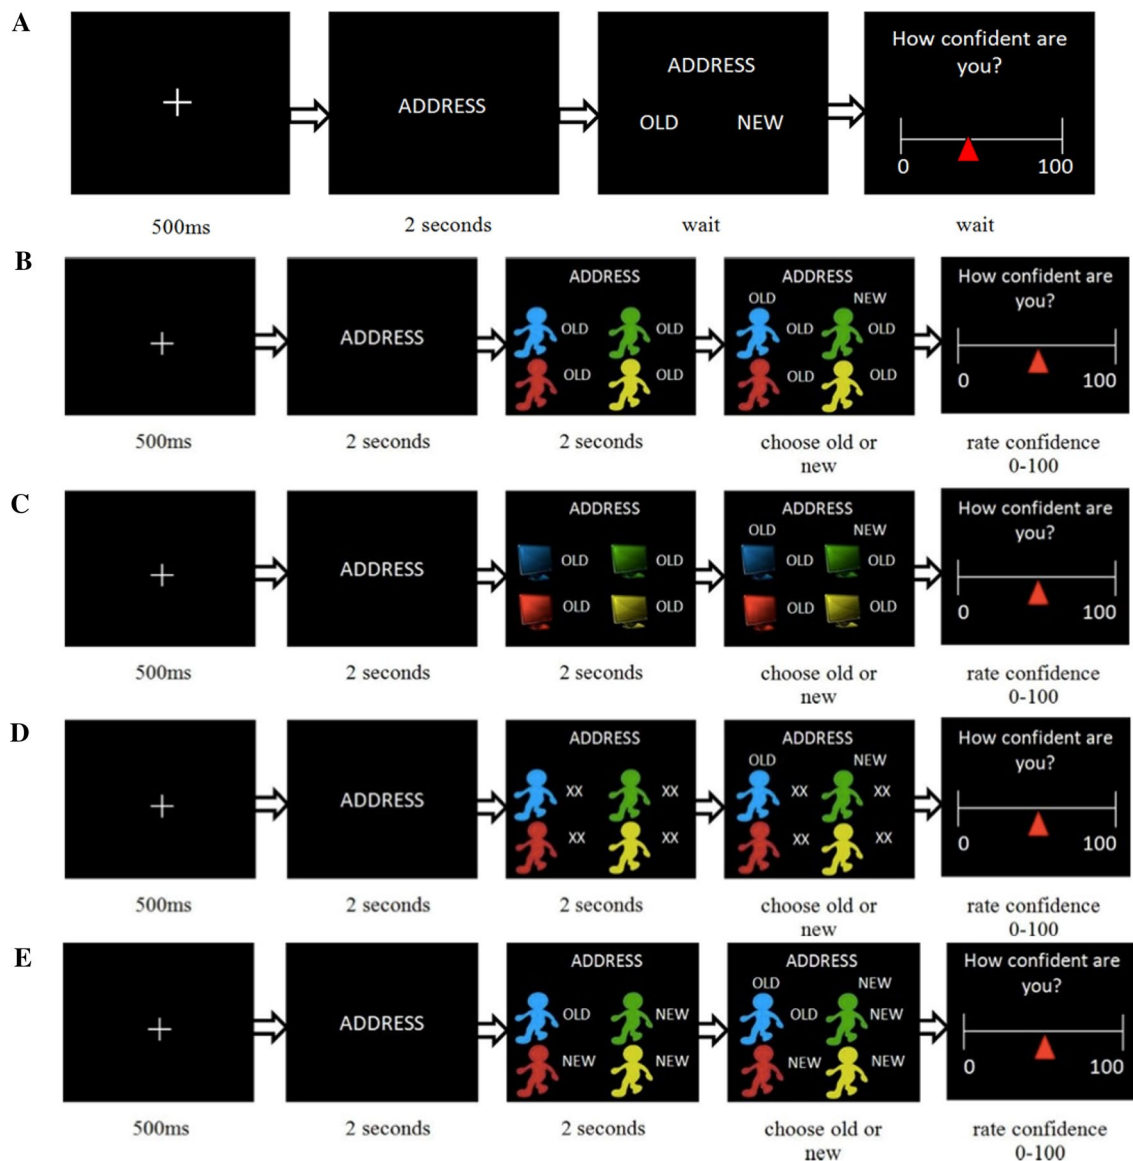 A
ADDRESS
ADDRESS
OLD NEW
How confident are
you?
0 100
500ms 2 seconds wait wait
B
ADDRESS
ADDRESS
OLD OLD
OLD OLD
ADDRESS
OLD NEW
OLD OLD
OLD OLD
How confident are
you?
0 100
500ms 2 seconds 2 seconds choose old or
new
rate confidence
0-100
C
ADDRESS
ADDRESS
OLD OLD
OLD OLD
ADDRESS
OLD NEW
OLD OLD
OLD OLD
How confident are
you?
0 100
500ms 2 seconds 2 seconds choose old or
new
rate confidence
0-100
D
ADDRESS
ADDRESS
XX XX
XX XX
ADDRESS
OLD NEW
XX XX
XX XX
How confident are
you?
0 100
500ms 2 seconds 2 seconds choose old or
new
rate confidence
0-100
E
ADDRESS
ADDRESS
OLD NEW
NEW NEW
ADDRESS
OLD NEW
OLD NEW
NEW NEW
How confident are
you?
0 100
500ms 2 seconds 2 seconds choose old or
new
rate confidence
0-100